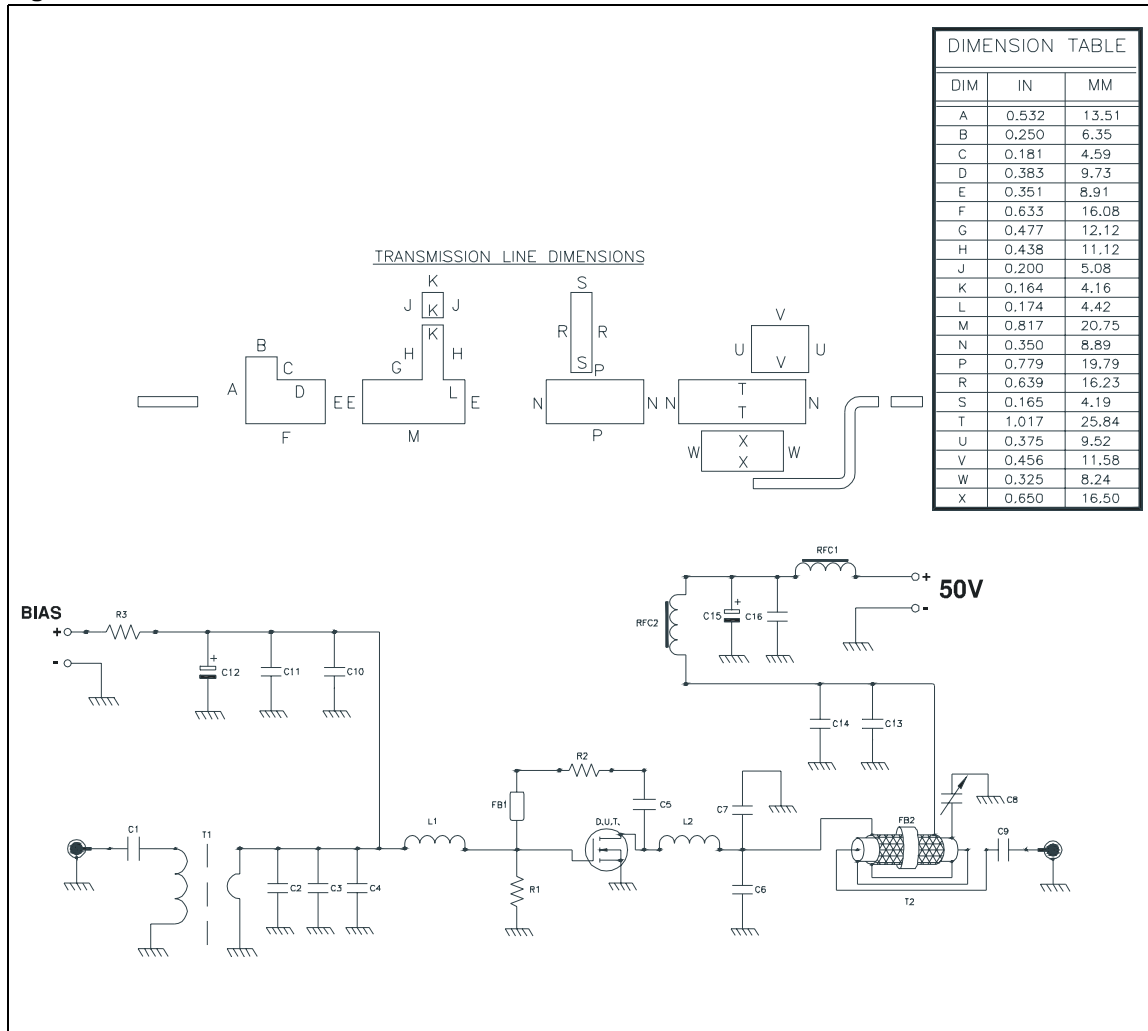 DIMENSION TABLE
DIM IN MM
A 0.532 13.51
B 0.250 6.35
C 0.181 4.59
D 0.383 9.73
E 0.351 8.91
F 0.633 16.08
G 0.477 12.12
H 0.438 11.12
J 0.200 5.08
K 0.164 4.16
L 0.174 4.42
M 0.817 20.75
N 0.350 8.89
P 0.779 19.79
R 0.639 16.23
S 0.165 4.19
T 1.017 25.84
U 0.375 9.52
V 0.456 11.58
W 0.325 8.24
X 0.650 16.50
TRANSMISSION LINE DIMENSIONS
K
J K J
K
H H
G
B
C
A D E E
L
E
F
M
S
R R
S
P
N N N
P
V
U U
V
T
T
N
X
W W
X
RFC1
+
50V
-
C15 + C16
RFC2
BIAS
+
R3
-
+
C12
C11
C10
C14
C13
R2
FB1
C5
C7
C8
C1
T1
L1
D.U.T.
L2
FB2
C9
C2
C3
C4
R1
C6
T2